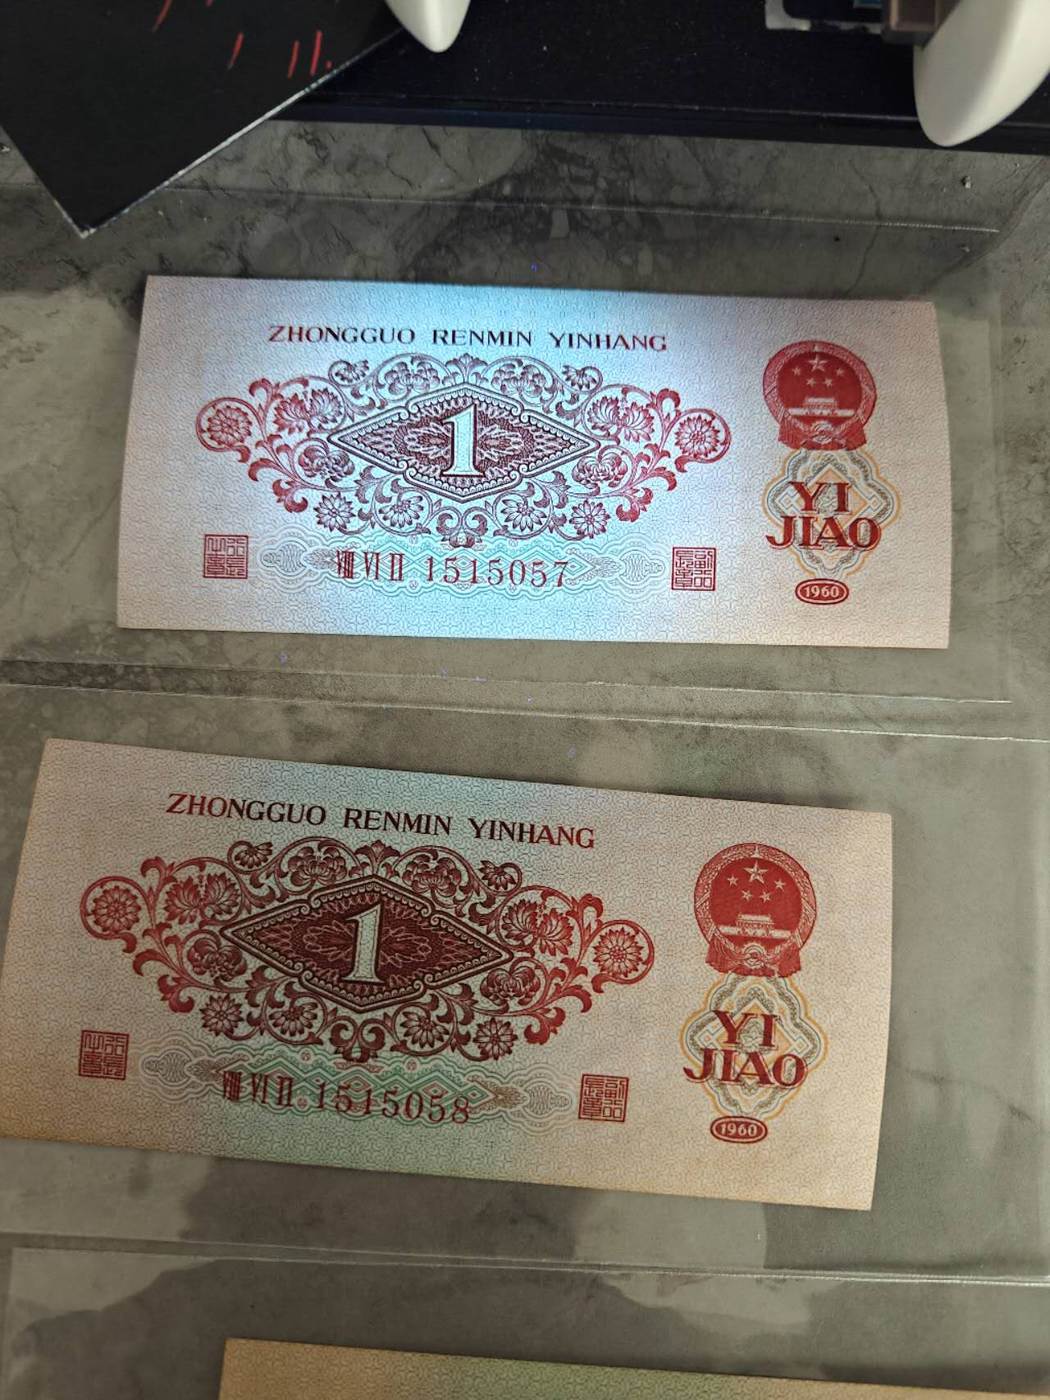 ZHONGGUO RENMIN YINHANG
1
YI
JIAO
Ⅷ Ⅵ Ⅱ 1515057
1960
ZHONGGUO RENMIN YINHANG
1
YI
JIAO
Ⅷ Ⅵ Ⅱ 1515058
1960